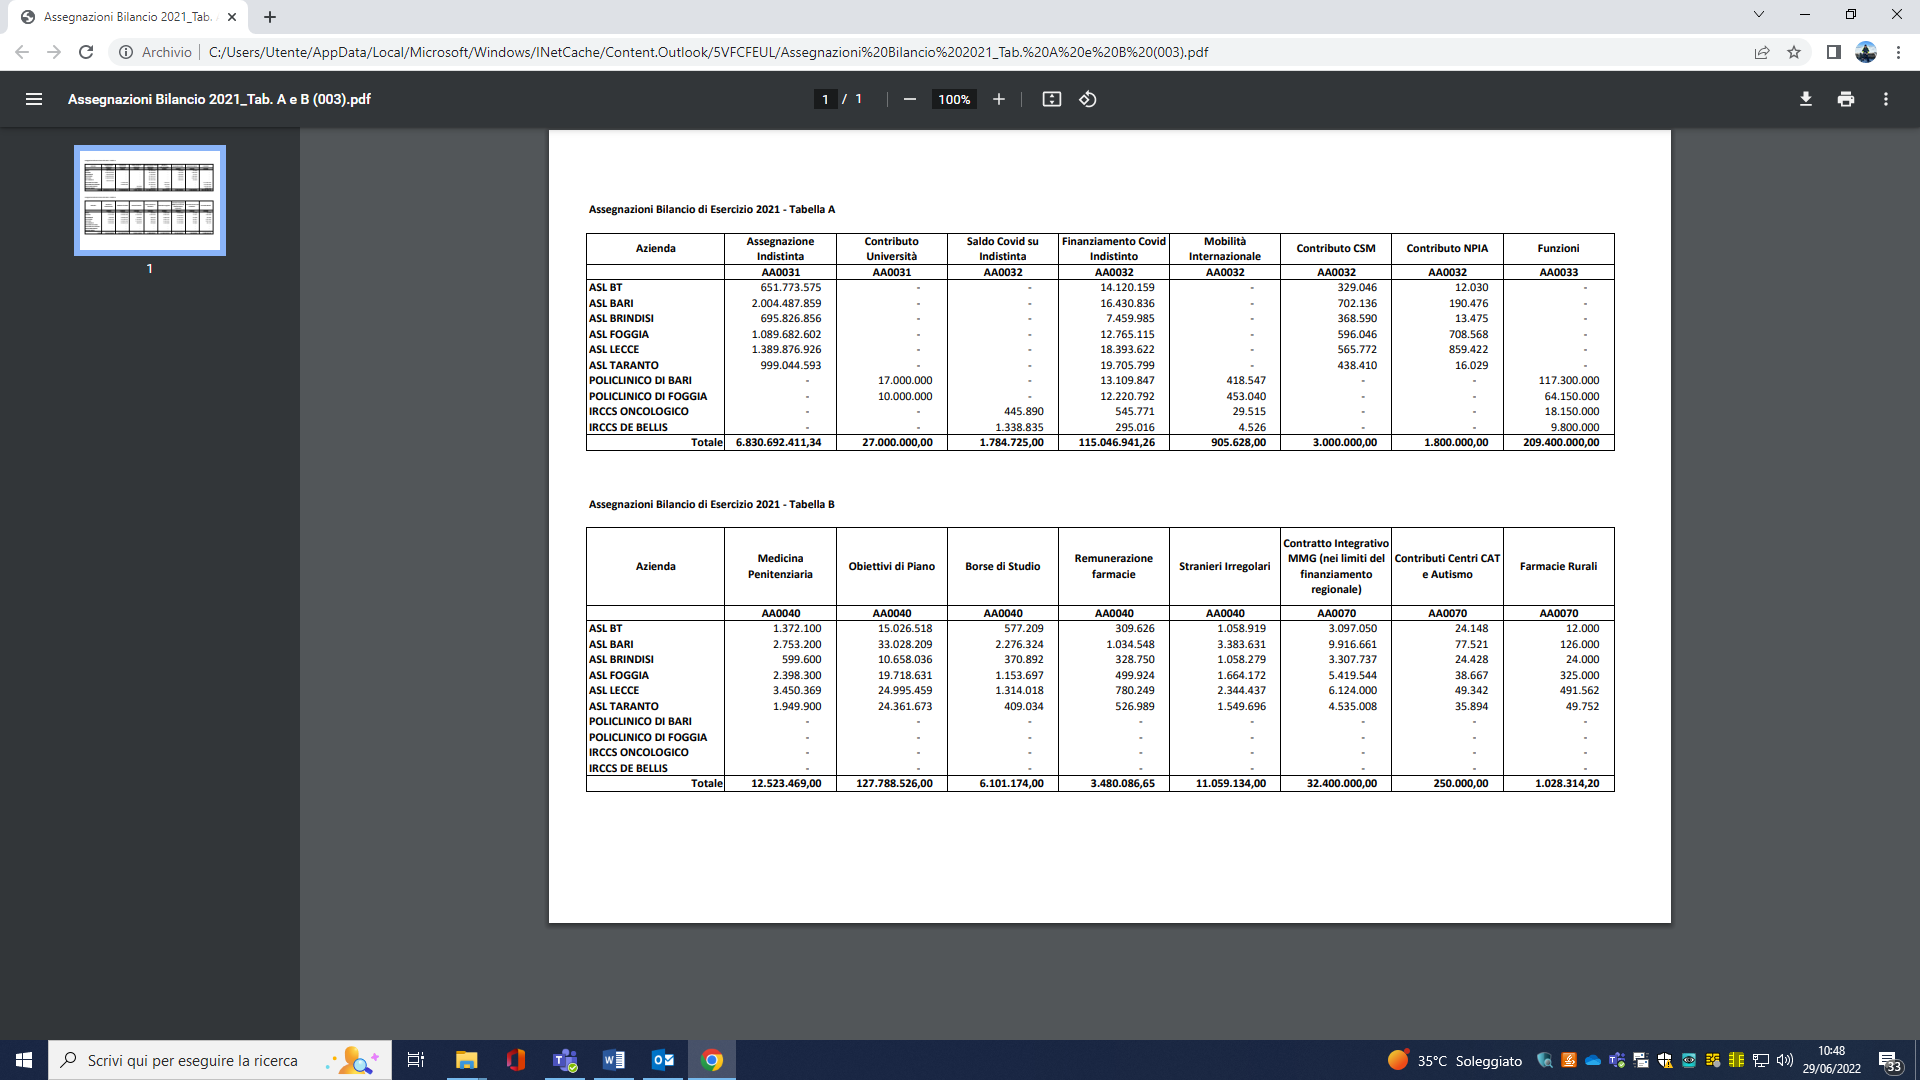 Assegnazioni Bilancio 2021_Tab.
Archivio C:/Users/Utente/AppData/Local/Microsoft/Windows/INetCache/Content.Outlook/5VFCFEUL/Assegnazioni%20Bilancio%202021_Tab.%20A%20e%20B%20(003).pdf
Assegnazioni Bilancio 2021_Tab. A e B (003).pdf 1 / 1 100%
1
Assegnazioni Bilancio di Esercizio 2021 - Tabella A
Azienda Assegnazione Indistinta Contributo Università Saldo Covid su Indistinta Finanziamento Covid Indistinto Mobilità Internazionale Contributo CSM Contributo NPIA Funzioni
AA0031 AA0031 AA0032 AA0032 AA0032 AA0032 AA0032 AA0033
ASL BT 651.773.575 - - 14.120.159 - 329.046 12.030 -
ASL BARI 2.004.487.859 - - 16.430.836 - 702.136 190.476 -
ASL BRINDISI 695.826.856 - - 7.459.985 - 368.590 13.475 -
ASL FOGGIA 1.089.682.602 - - 12.765.115 - 596.046 708.568 -
ASL LECCE 1.389.876.926 - - 18.393.622 - 565.772 859.422 -
ASL TARANTO 999.044.593 - - 19.705.799 - 438.410 16.029 -
POLICLINICO DI BARI - 17.000.000 - 13.109.847 418.547 - - 117.300.000
POLICLINICO DI FOGGIA - 10.000.000 - 12.220.792 453.040 - - 64.150.000
IRCCS ONCOLOGICO - - 445.890 545.771 29.515 - - 18.150.000
IRCCS DE BELLIS - - 1.338.835 295.016 4.526 - - 9.800.000
Totale 6.830.692.411,34 27.000.000,00 1.784.725,00 115.046.941,26 905.628,00 3.000.000,00 1.800.000,00 209.400.000,00
Assegnazioni Bilancio di Esercizio 2021 - Tabella B
Azienda Medicina Penitenziaria Obiettivi di Piano Borse di Studio Remunerazione farmacie Stranieri Irregolari Contratto Integrativo MMG (nei limiti del finanziamento regionale) Contributi Centri CAT e Autismo Farmacie Rurali
AA0040 AA0040 AA0040 AA0040 AA0040 AA0070 AA0070 AA0070
ASL BT 1.372.100 15.026.518 577.209 309.626 1.058.919 3.097.050 24.148 12.000
ASL BARI 2.753.200 33.028.209 2.276.324 1.034.548 3.383.631 9.916.661 77.521 126.000
ASL BRINDISI 599.600 10.658.036 370.892 328.750 1.058.279 3.307.737 24.428 24.000
ASL FOGGIA 2.398.300 19.718.631 1.153.697 499.924 1.664.172 5.419.544 38.667 325.000
ASL LECCE 3.450.369 24.995.459 1.314.018 780.249 2.344.437 6.124.000 49.342 491.562
ASL TARANTO 1.949.900 24.361.673 409.034 526.989 1.549.696 4.535.008 35.894 49.752
POLICLINICO DI BARI - - - - - - - -
POLICLINICO DI FOGGIA - - - - - - - -
IRCCS ONCOLOGICO - - - - - - - -
IRCCS DE BELLIS - - - - - - - -
Totale 12.523.469,00 127.788.526,00 6.101.174,00 3.480.086,65 11.059.134,00 32.400.000,00 250.000,00 1.028.314,20
Scrivi qui per eseguire la ricerca 35°C Soleggiato
10:48
29/06/2022
33